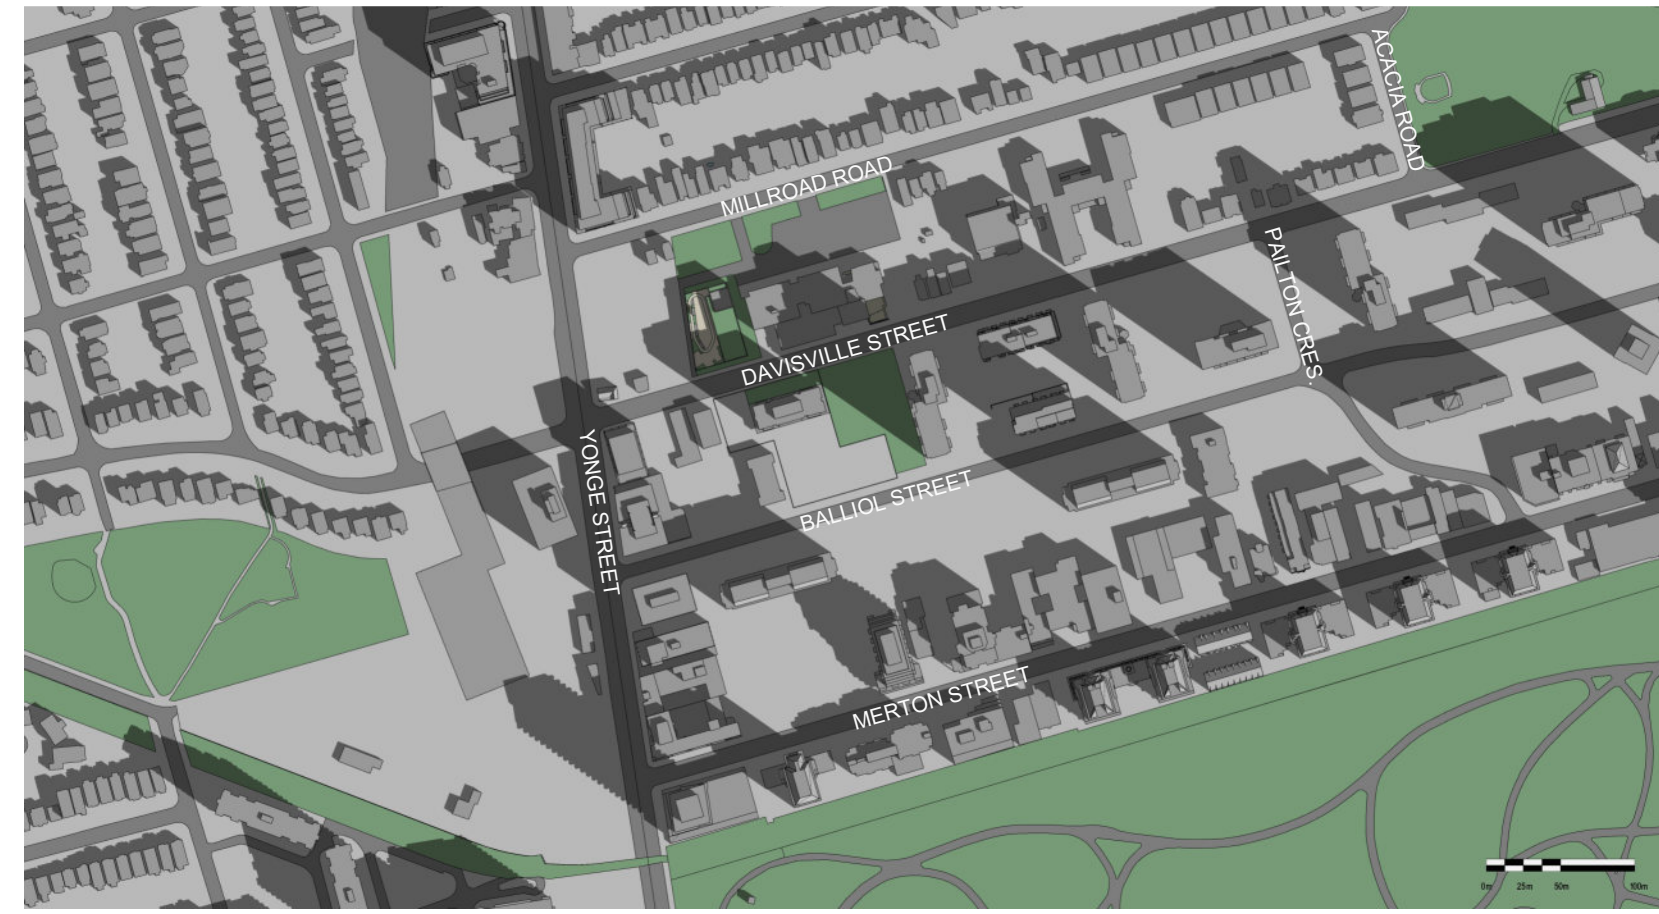 ACACIA ROAD
MILLROAD ROAD
PAILTON CRES.
DAVISVILLE STREET
YONGE STREET
BALLIOL STREET
MERTON STREET
0m 25m 50m 100m